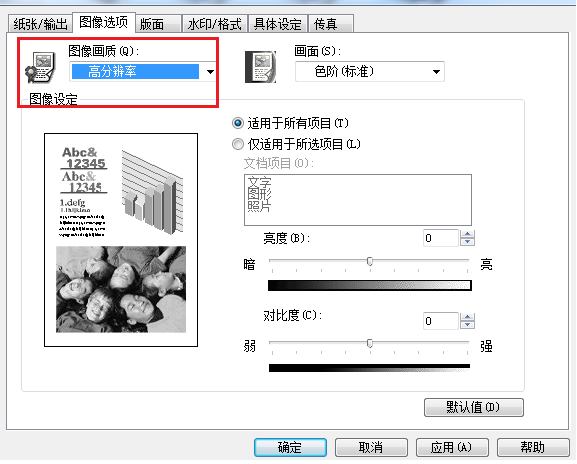 纸张/输出 图像选项 版面 水印/格式 具体设定 传真
图像画质(Q):
高分辨率
画面(S):
色阶(标准)
图像设定
Abc&
12345
Abc&
12345
1.defg
1.hijklmn
适用于所有项目(T)
仅适用于所选项目(L)
文档项目(O):
文字
图形
照片
亮度(B):
0
暗 亮
对比度(C):
0
弱 强
默认值(D)
确定 取消 应用(A) 帮助